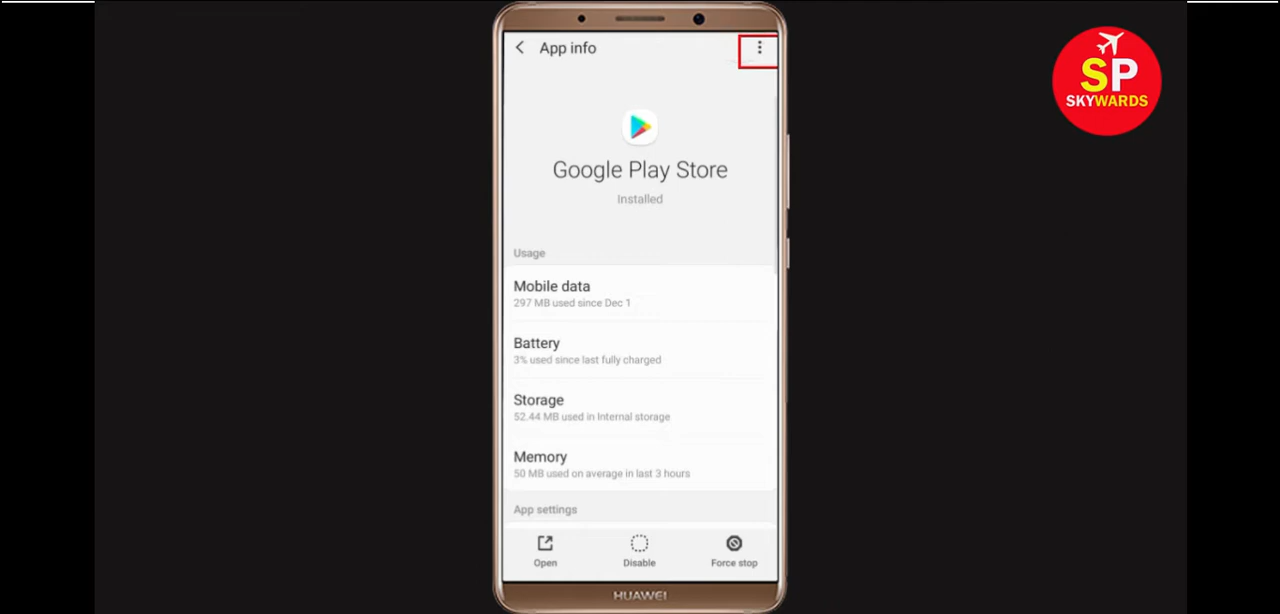 App info
SP
SKYWARDS
Google Play Store
Installed
Usage
Mobile data
297 MB used since Dec 1
Battery
3% used since last fully charged
Storage
52.44 MB used in Internal storage
Memory
50 MB used on average in last 3 hours
App settings
Open
Disable
Force stop
HUAWEI